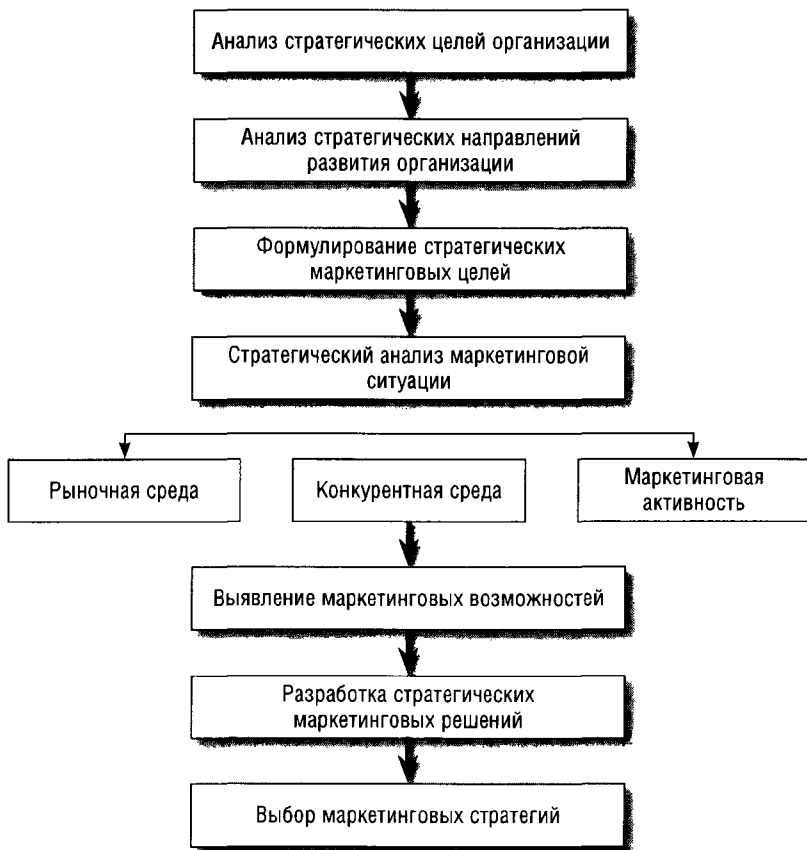 Анализ стратегических целей организации
Анализ стратегических направлений
развития организации
Формулирование стратегических
маркетинговых целей
Стратегический анализ маркетинговой
ситуации
Рыночная среда
Конкурентная среда
Маркетинговая
активность
Выявление маркетинговых возможностей
Разработка стратегических
маркетинговых решений
Выбор маркетинговых стратегий